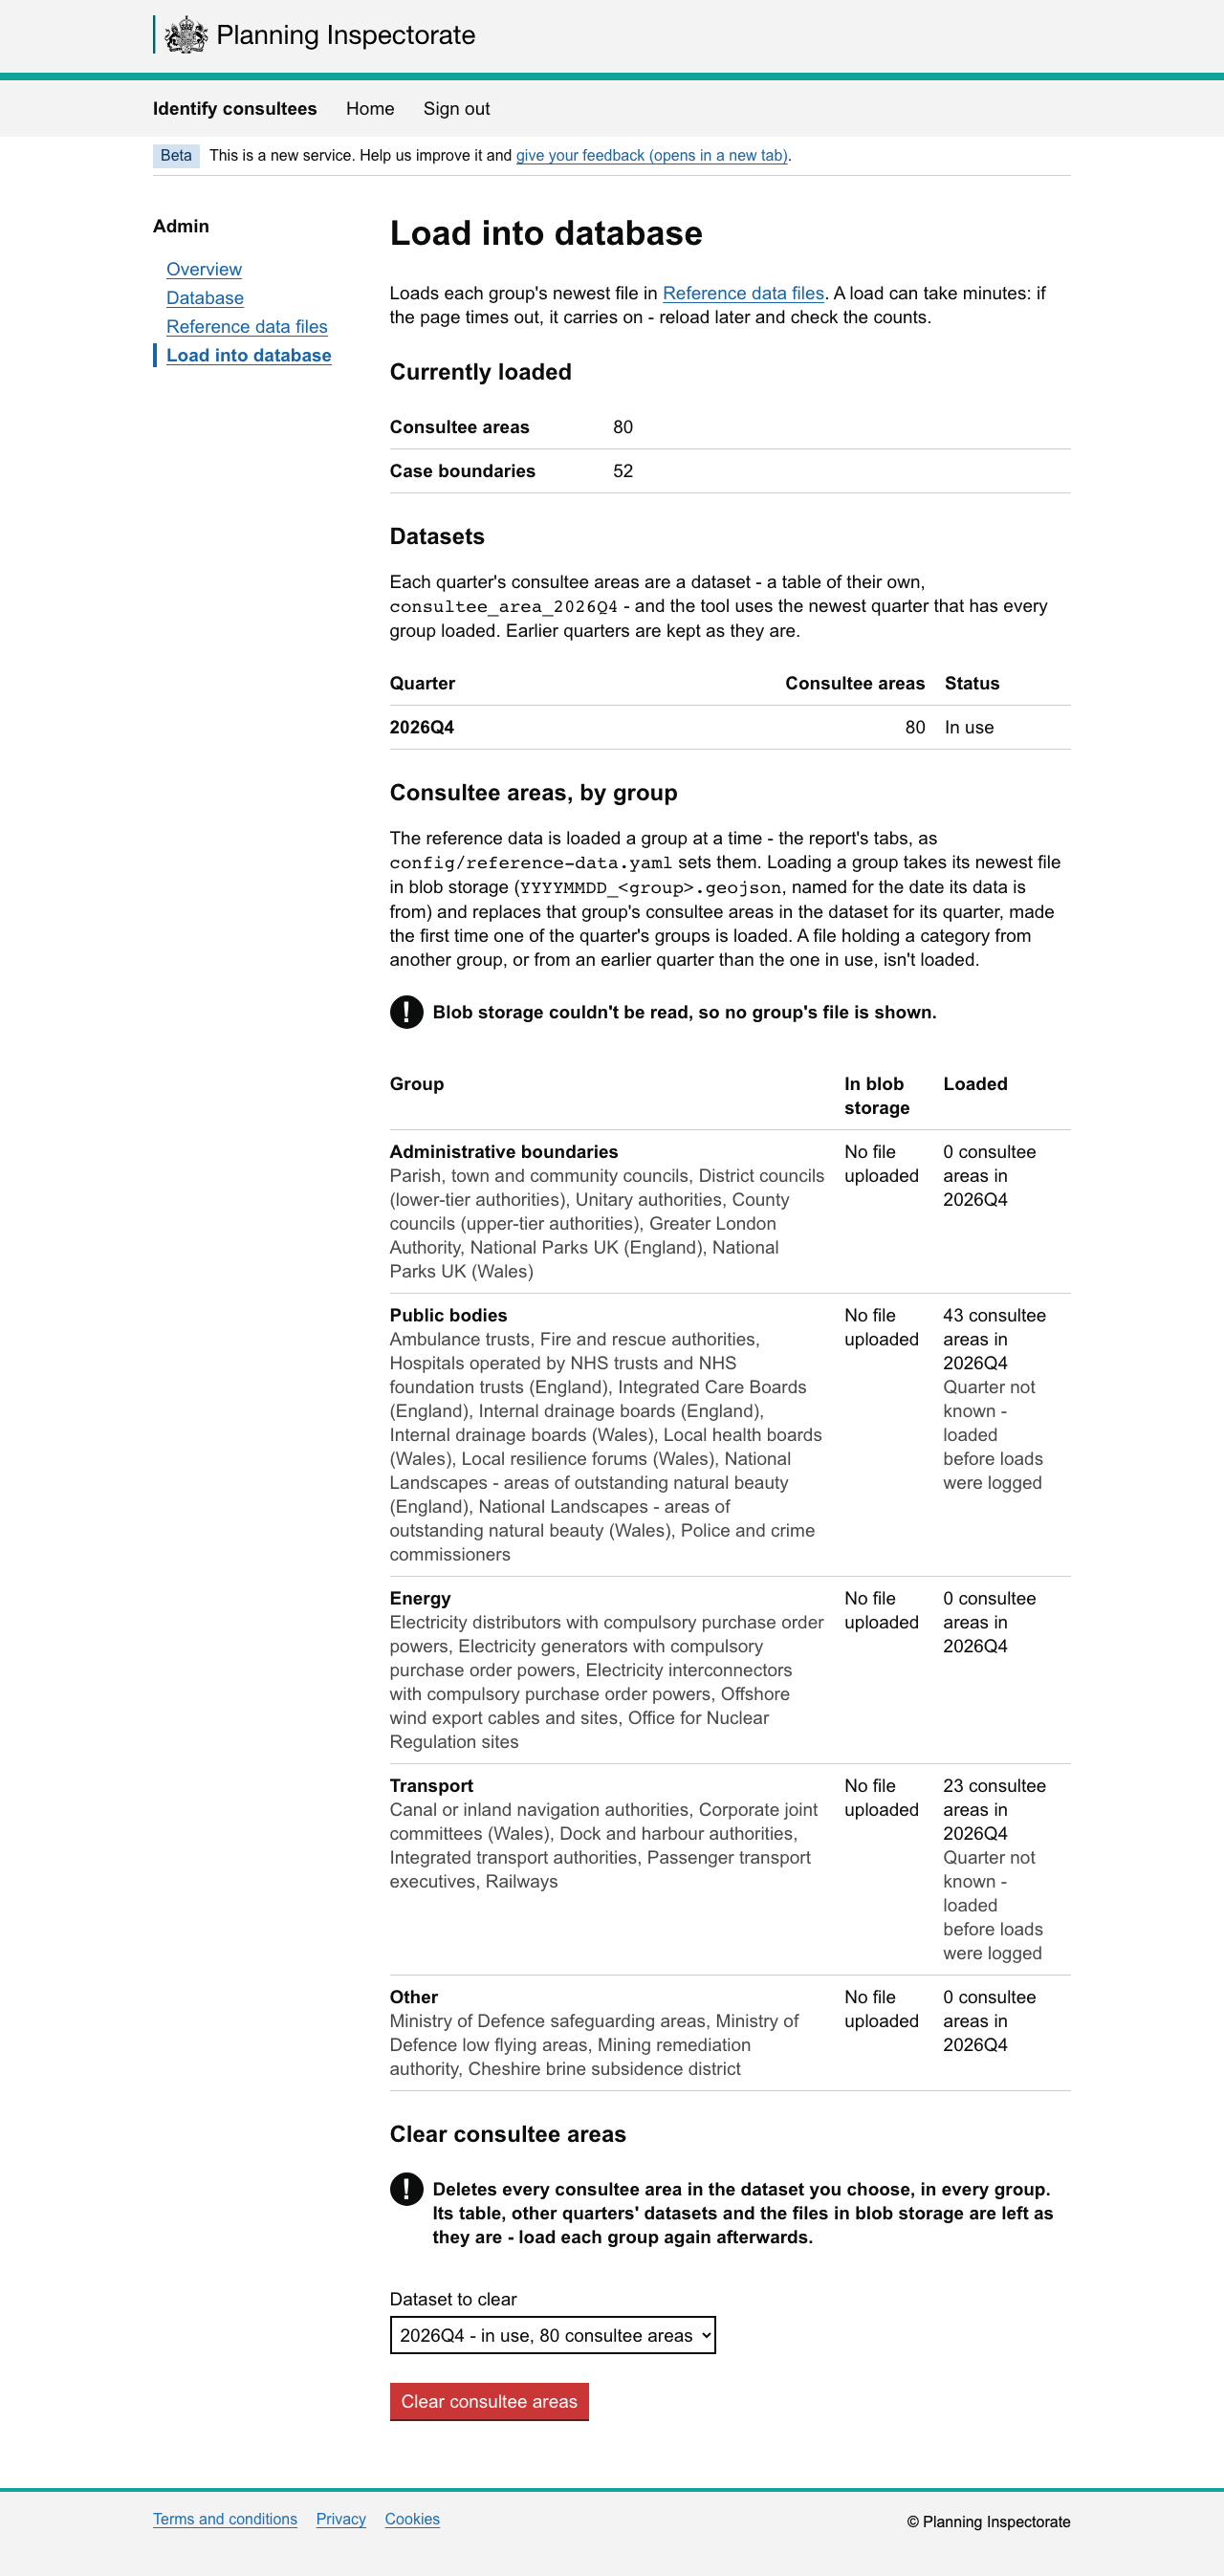 Planning Inspectorate
Identify consultees Home Sign out
Beta This is a new service. Help us improve it and give your feedback (opens in a new tab).
Admin
Overview
Database
Reference data files
Load into database
Load into database
Loads each group's newest file in Reference data files. A load can take minutes: if
the page times out, it carries on - reload later and check the counts.
Currently loaded
Consultee areas 80
Case boundaries 52
Datasets
Each quarter's consultee areas are a dataset - a table of their own,
consultee_area_2026Q4 - and the tool uses the newest quarter that has every
group loaded. Earlier quarters are kept as they are.
Quarter Consultee areas Status
2026Q4 80 In use
Consultee areas, by group
The reference data is loaded a group at a time - the report's tabs, as
config/reference-data.yaml sets them. Loading a group takes its newest file
in blob storage (YYYYMMDD_<group>.geojson, named for the date its data is
from) and replaces that group's consultee areas in the dataset for its quarter, made
the first time one of the quarter's groups is loaded. A file holding a category from
another group, or from an earlier quarter than the one in use, isn't loaded.
! Blob storage couldn't be read, so no group's file is shown.
Group In blob storage Loaded
Administrative boundaries
Parish, town and community councils, District councils
(lower-tier authorities), Unitary authorities, County
councils (upper-tier authorities), Greater London
Authority, National Parks UK (England), National
Parks UK (Wales)
No file
uploaded
0 consultee
areas in
2026Q4
Public bodies
Ambulance trusts, Fire and rescue authorities,
Hospitals operated by NHS trusts and NHS
foundation trusts (England), Integrated Care Boards
(England), Internal drainage boards (England),
Internal drainage boards (Wales), Local health boards
(Wales), Local resilience forums (Wales), National
Landscapes - areas of outstanding natural beauty
(England), National Landscapes - areas of
outstanding natural beauty (Wales), Police and crime
commissioners
No file
uploaded
43 consultee
areas in
2026Q4
Quarter not
known -
loaded
before loads
were logged
Energy
Electricity distributors with compulsory purchase order
powers, Electricity generators with compulsory
purchase order powers, Electricity interconnectors
with compulsory purchase order powers, Offshore
wind export cables and sites, Office for Nuclear
Regulation sites
No file
uploaded
0 consultee
areas in
2026Q4
Transport
Canal or inland navigation authorities, Corporate joint
committees (Wales), Dock and harbour authorities,
Integrated transport authorities, Passenger transport
executives, Railways
No file
uploaded
23 consultee
areas in
2026Q4
Quarter not
known -
loaded
before loads
were logged
Other
Ministry of Defence safeguarding areas, Ministry of
Defence low flying areas, Mining remediation
authority, Cheshire brine subsidence district
No file
uploaded
0 consultee
areas in
2026Q4
Clear consultee areas
! Deletes every consultee area in the dataset you choose, in every group.
Its table, other quarters' datasets and the files in blob storage are left as
they are - load each group again afterwards.
Dataset to clear
2026Q4 - in use, 80 consultee areas
Clear consultee areas
Terms and conditions Privacy Cookies
© Planning Inspectorate